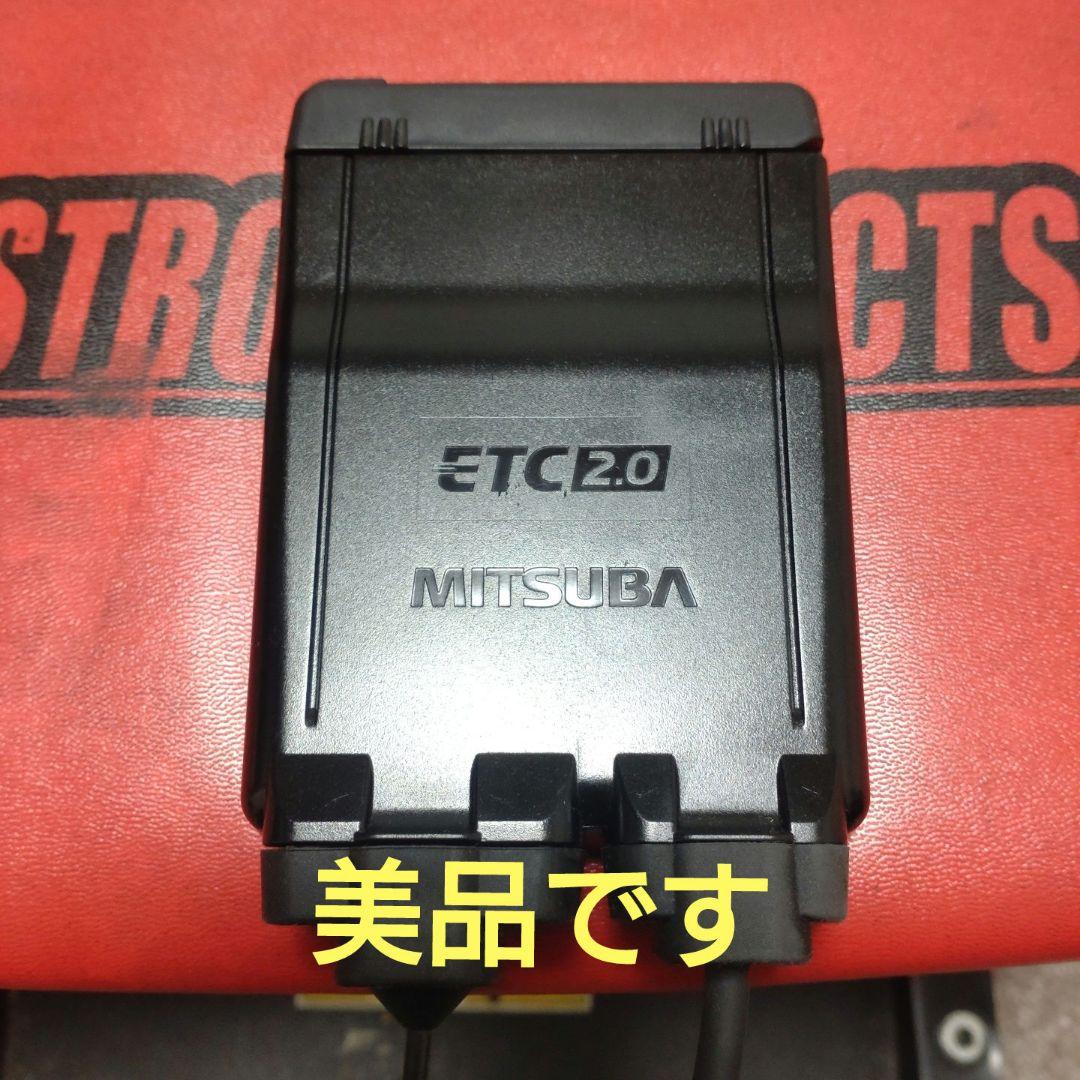 STRO CTS
ETC2.0
MITSUBA
美品です